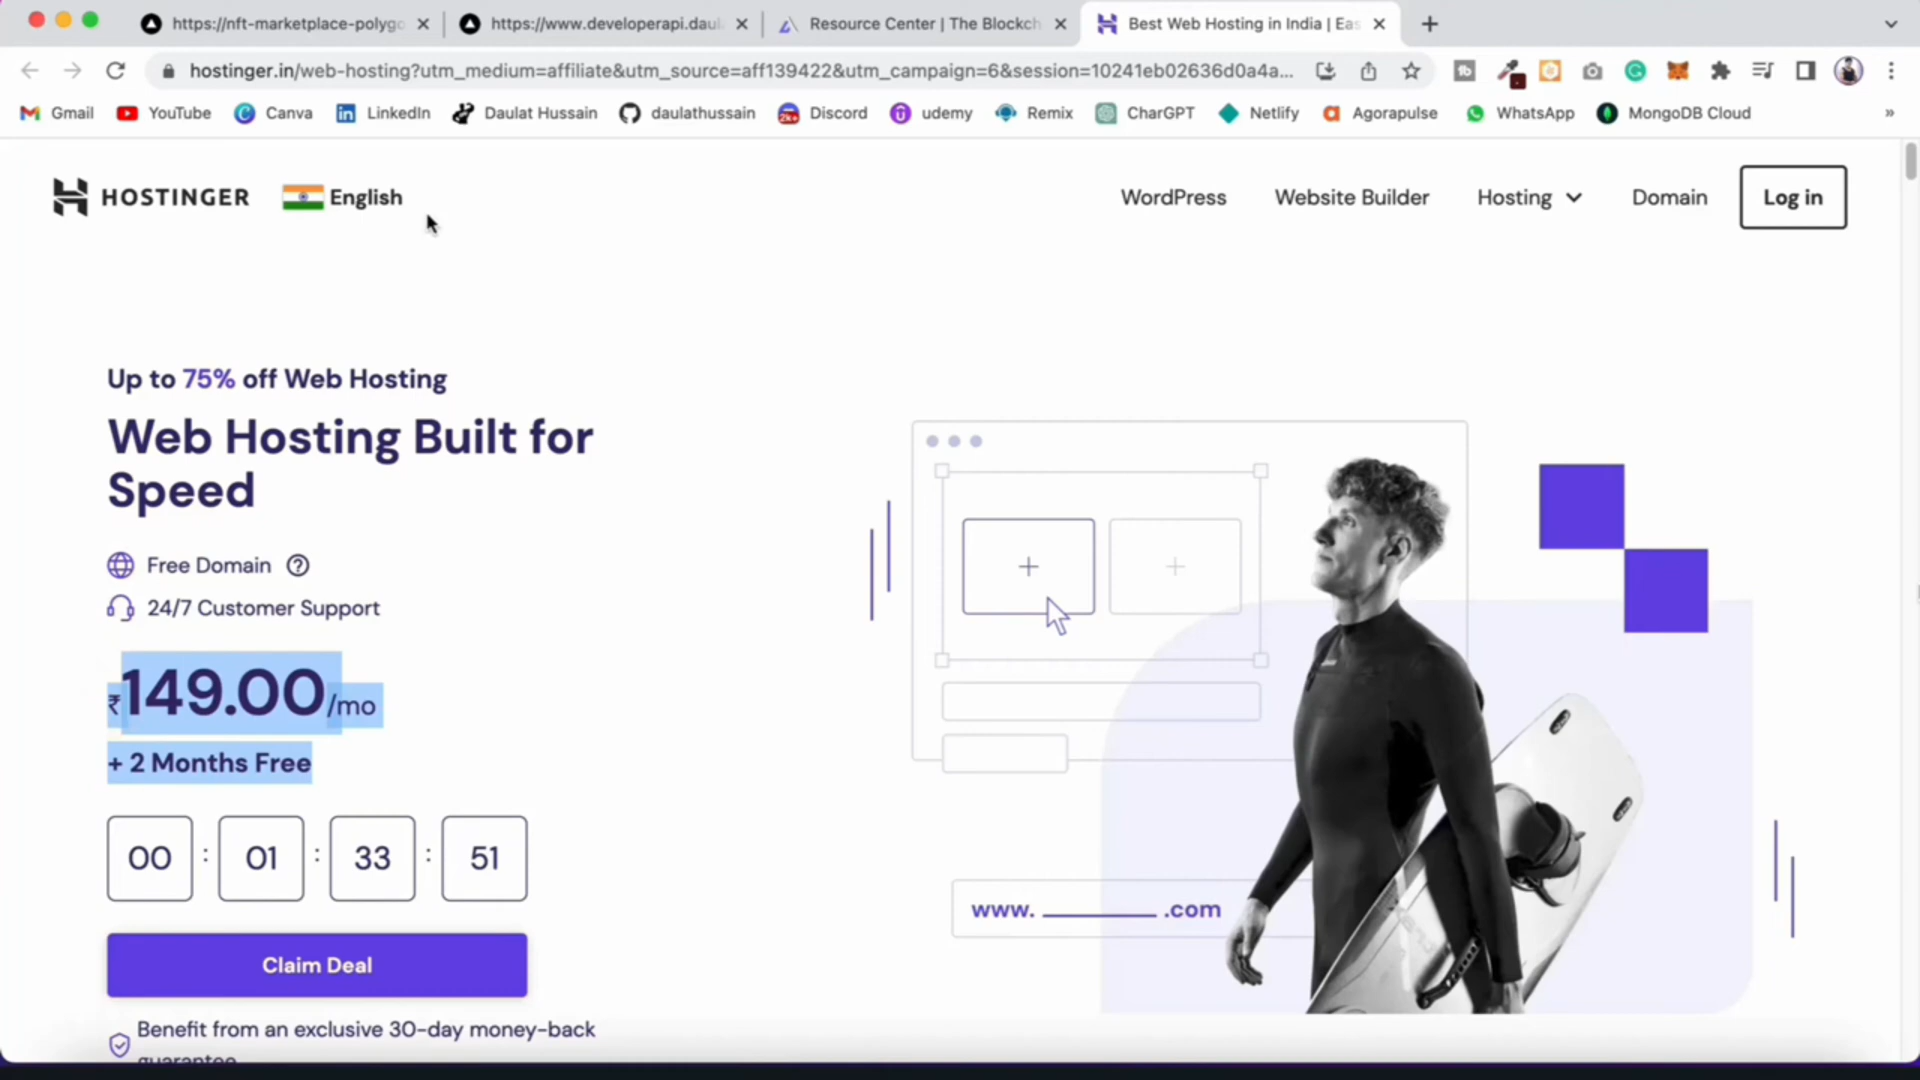 https://nft-marketplace-polygo
https://www.developerapi.daul
Resource Center | The Blockch
Best Web Hosting in India | Eas
hostinger.in/web-hosting?utm_medium=affiliate&utm_source=aff139422&utm_campaign=6&session=10241eb02636d0a4a...
Gmail
YouTube
Canva
LinkedIn
Daulat Hussain
daulathussain
Discord
udemy
Remix
CharGPT
Netlify
Agorapulse
WhatsApp
MongoDB Cloud
»
HOSTINGER
English
WordPress
Website Builder
Hosting
Domain
Log in
Up to 75% off Web Hosting
Web Hosting Built for
Speed
Free Domain
24/7 Customer Support
₹149.00/mo
+ 2 Months Free
00 : 01 : 33 : 51
Claim Deal
Benefit from an exclusive 30-day money-back
guarantee
www. ________ .com